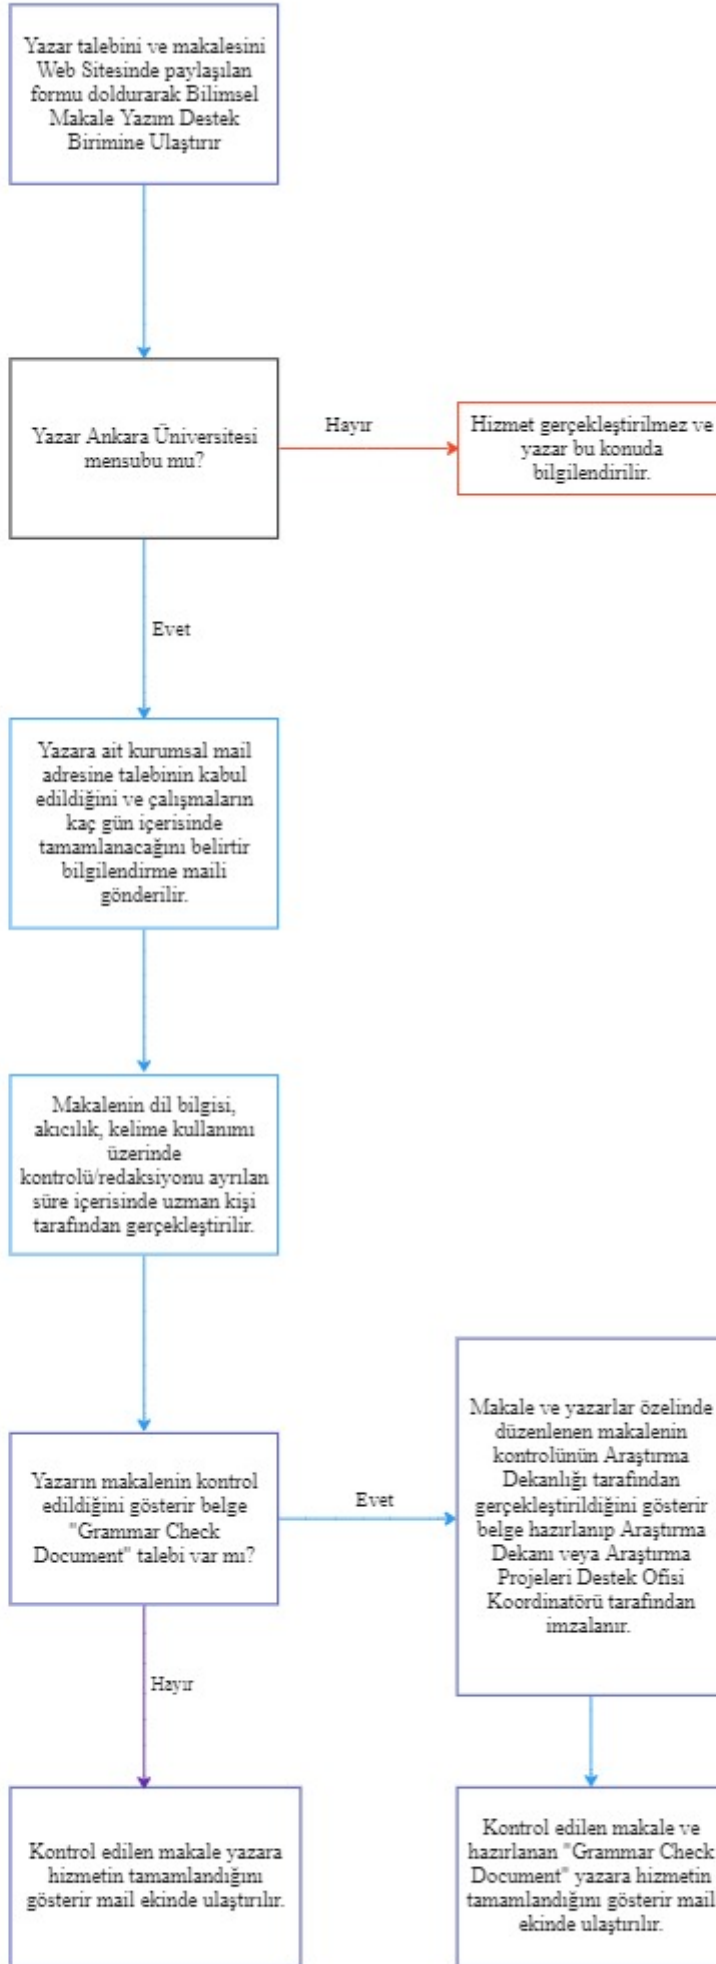 Yazar talebini ve makalesini
Web Sitesinde paylaşılan
formu doldurarak Bilimsel
Makale Yazım Destek
Birimine Ulaştırır
Yazar Ankara Üniversitesi
mensubu mu?
Hayır
Hizmet gerçekleştirilmez ve
yazar bu konuda
bilgilendirilir.
Evet
Yazara ait kurumsal mail
adresine talebinin kabul
edildiğini ve çalışmaların
kaç gün içerisinde
tamamlanacağını belirtir
bilgilendirme maili
gönderilir.
Makalenin dil bilgisi,
akıcılık, kelime kullanımı
üzerinde
kontrolü/redaksiyonu ayrılan
süre içerisinde uzman kişi
tarafından gerçekleştirilir.
Yazarın makalenin kontrol
edildiğini gösterir belge
"Grammar Check
Document" talebi var mı?
Evet
Makale ve yazarlar özelinde
düzenlenen makalenin
kontrolünün Araştırma
Dekanlığı tarafından
gerçekleştirildiğini gösterir
belge hazırlanıp Araştırma
Dekanı veya Araştırma
Projeleri Destek Ofisi
Koordinatörü tarafından
imzalanır.
Hayır
Kontrol edilen makale yazara
hizmetin tamamlandığını
gösterir mail ekinde ulaştırılır.
Kontrol edilen makale ve
hazırlanan "Grammar Check
Document" yazara hizmetin
tamamlandığını gösterir mail
ekinde ulaştırılır.